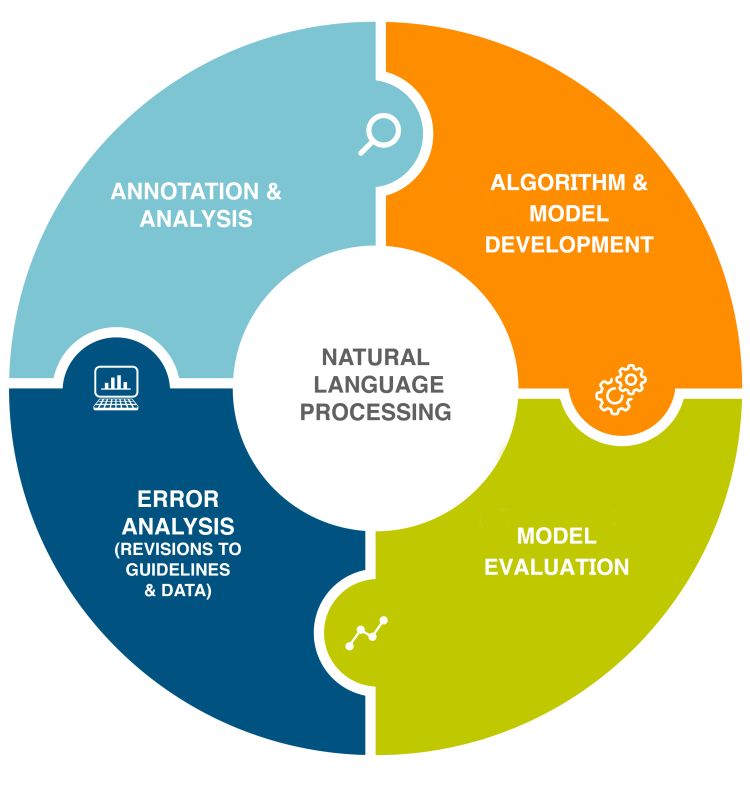 ANNOTATION &
ANALYSIS
ALGORITHM &
MODEL
DEVELOPMENT
NATURAL
LANGUAGE
PROCESSING
ERROR
ANALYSIS
(REVISIONS TO
GUIDELINES
& DATA)
MODEL
EVALUATION